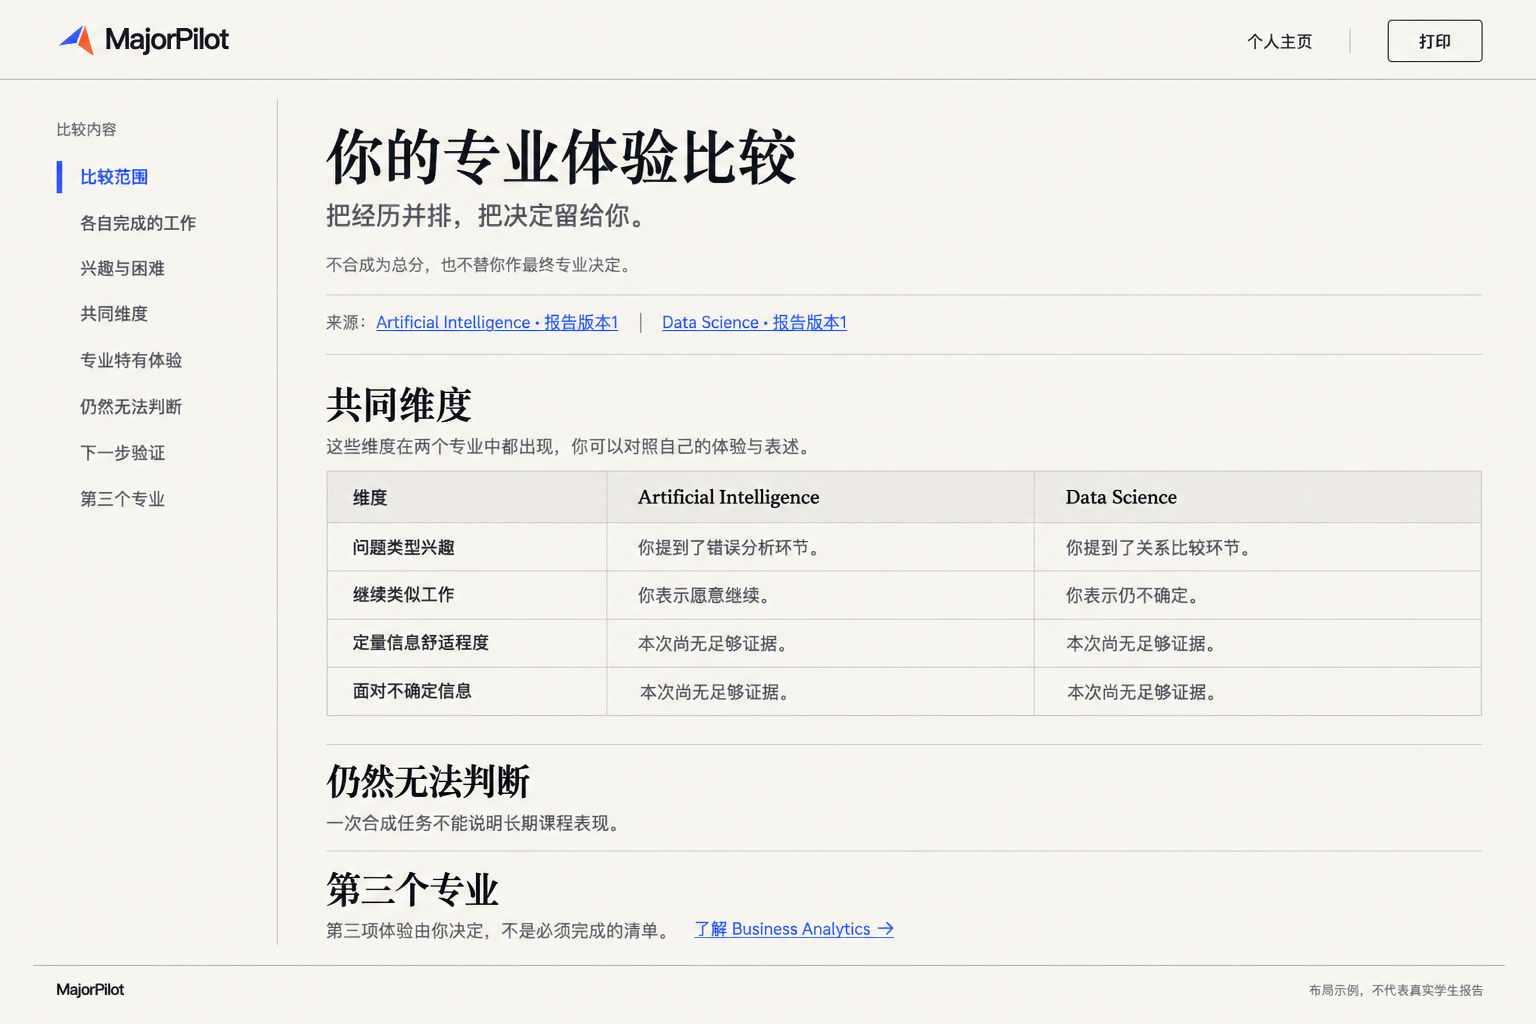 MajorPilot
个人主页
打印
比较内容
比较范围
各自完成的工作
兴趣与困难
共同维度
专业特有体验
仍然无法判断
下一步验证
第三个专业
你的专业体验比较
把经历并排，把决定留给你。
不合成为总分，也不替你作最终专业决定。
来源： Artificial Intelligence · 报告版本1 | Data Science · 报告版本1
共同维度
这些维度在两个专业中都出现，你可以对照自己的体验与表述。
维度 Artificial Intelligence Data Science
问题类型兴趣 你提到了错误分析环节。 你提到了关系比较环节。
继续类似工作 你表示愿意继续。 你表示仍不确定。
定量信息舒适程度 本次尚无足够证据。 本次尚无足够证据。
面对不确定信息 本次尚无足够证据。 本次尚无足够证据。
仍然无法判断
一次合成任务不能说明长期课程表现。
第三个专业
第三项体验由你决定，不是必须完成的清单。 了解 Business Analytics →
MajorPilot
布局示例，不代表真实学生报告